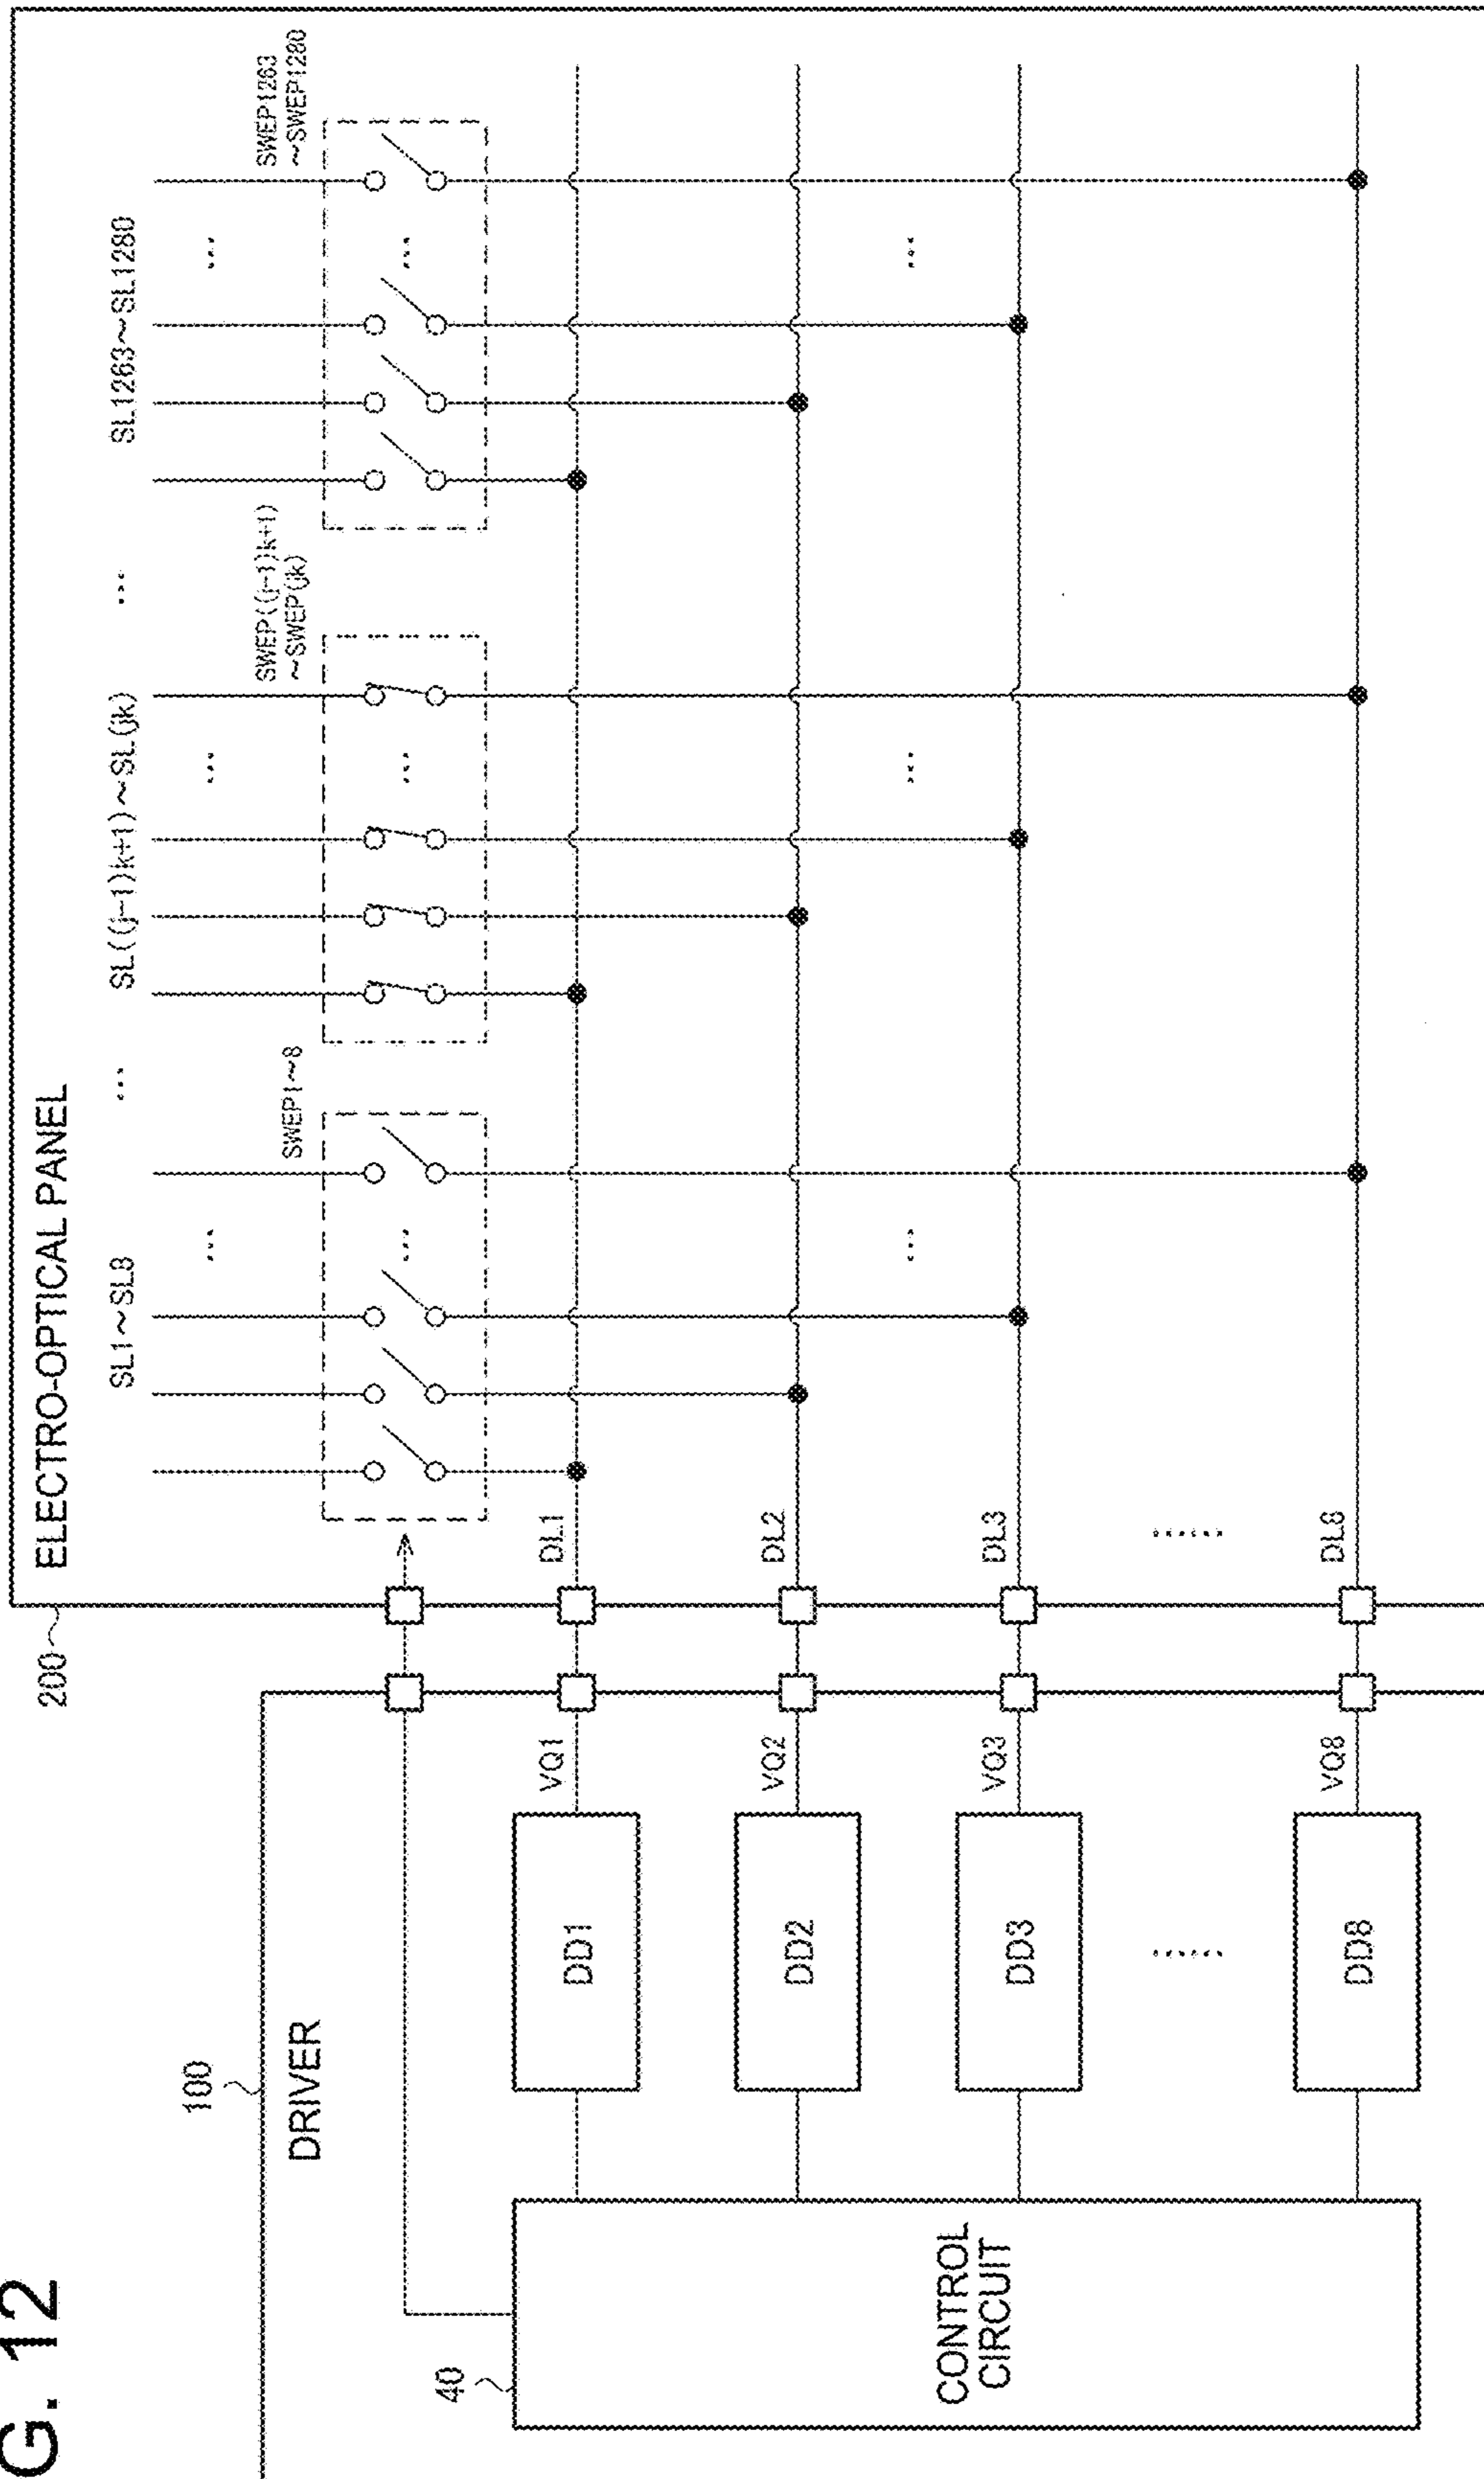 G. 12
200
ELECTRO-OPTICAL PANEL
SL1~SL8
...
SL((j-1)k+1)~SL(jk)
...
SL1263~SL1280
...
...
...
SWEP1~8
SWEP((j-1)k+1)
~SWEP(jk)
SWEP1263
~SWEP1280
...
...
...
100
DRIVER
40
CONTROL
CIRCUIT
DD1
VQ1
DL1
DD2
VQ2
DL2
...
...
...
DD3
VQ3
DL3
......
......
DD8
VQ8
DL8